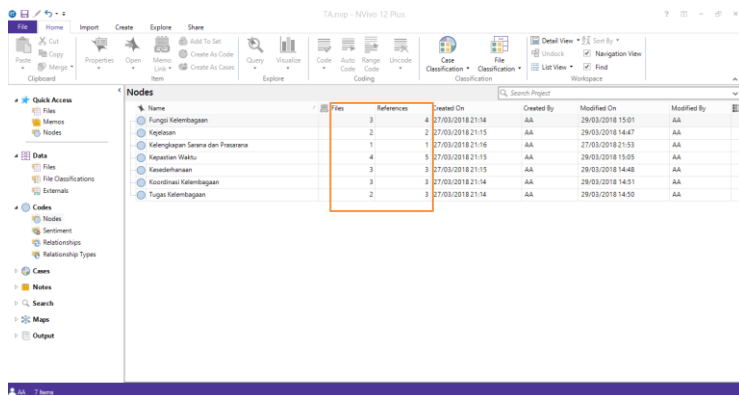 TA.nvp - NVivo 12 Plus
File Home Import Create Explore Share
Paste
Cut
Copy
Merge
Clipboard
Properties
Open
Memo Link
Add To Set
Create As Code
Create As Cases
Item
Query
Visualize
Explore
Code
Auto Code
Range Code
Uncode
Coding
Case Classification
File Classification
Classification
Detail View
Sort By
Undock
Navigation View
List View
Find
Workspace
Quick Access
Files
Memos
Nodes
Data
Files
File Classifications
Externals
Codes
Nodes
Sentiment
Relationships
Relationship Types
Cases
Notes
Search
Maps
Output
Nodes
Search Project
Name Files References Created On Created By Modified On Modified By
Fungsi Kelembagaan 3 4 27/03/2018 21:14 AA 29/03/2018 15:01 AA
Kejelasan 2 2 27/03/2018 21:15 AA 29/03/2018 14:47 AA
Kelengkapan Sarana dan Prasarana 1 1 27/03/2018 21:16 AA 27/03/2018 21:53 AA
Kepastian Waktu 4 5 27/03/2018 21:15 AA 29/03/2018 15:05 AA
Kesederhanaan 3 3 27/03/2018 21:15 AA 29/03/2018 14:48 AA
Koordinasi Kelembagaan 3 3 27/03/2018 21:14 AA 29/03/2018 14:51 AA
Tugas Kelembagaan 2 3 27/03/2018 21:14 AA 29/03/2018 14:50 AA
AA 7 Items